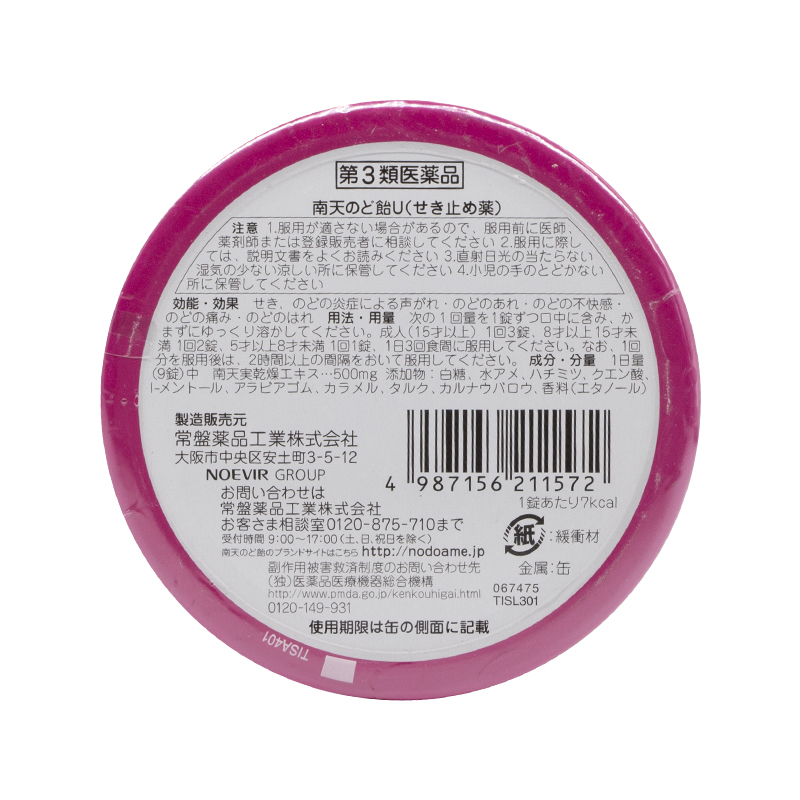 第3類医薬品
南天のど飴U(せき止め薬)
注意 1.服用が適さない場合があるので、服用前に医師、
薬剤師または登録販売者に相談してください 2.服用に際し
ては、説明文書をよくお読みください 3.直射日光の当たらない
湿気の少ない涼しい所に保管してください 4.小児の手のとどかない
所に保管してください
効能・効果 せき、のどの炎症による声がれ・のどのあれ・のどの不快感・
のどの痛み・のどのはれ 用法・用量 次の1回量を1錠ずつ口中に含み、か
まずにゆっくり溶かしてください。成人(15才以上) 1回3錠、8才以上15才未
満 1回2錠、5才以上8才未満 1回1錠、1日3回食間に服用してください。なお、1回
分を服用後は、2時間以上の間隔をおいて服用してください。 成分・分量 1日量
(9錠)中 南天実乾燥エキス…500mg 添加物:白糖、水アメ、ハチミツ、クエン酸、
l-メントール、アラビアゴム、カラメル、タルク、カルナウバロウ、香料(エタノール)
製造販売元
常盤薬品工業株式会社
大阪市中央区安土町3-5-12
NOEVIR GROUP
お問い合わせは
常盤薬品工業株式会社
お客さま相談室0120-875-710まで
受付時間 9:00〜17:00(土、日、祝日を除く)
南天のど飴のブランドサイトはこちら http://nodoame.jp
副作用被害救済制度のお問い合わせ先
(独)医薬品医療機器総合機構
http://www.pmda.go.jp/kenkouhigai.html
0120-149-931
使用期限は缶の側面に記載
4 987156 211572
1錠あたり7kcal
紙:緩衝材
金属:缶
067475
TISL301
TISA401